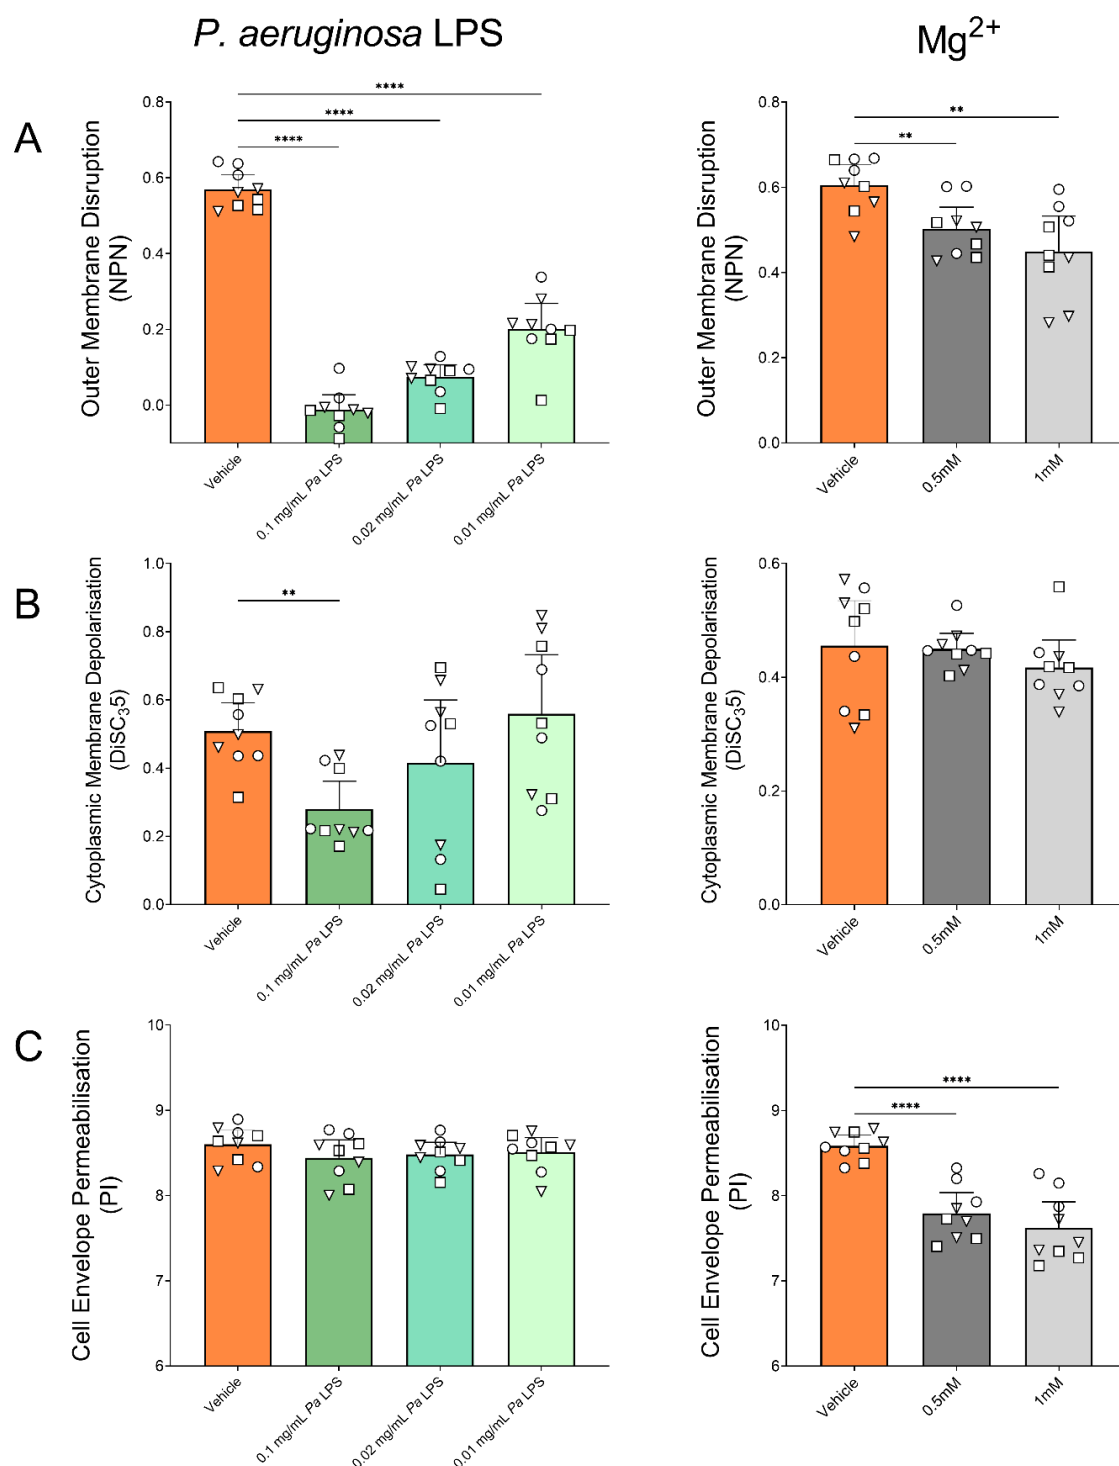 P. aeruginosa LPS
Mg²⁺
A
Outer Membrane Disruption
(NPN)
0.8
0.6
0.4
0.2
0.0
****
****
****
Vehicle
0.1 mg/mL Pa LPS
0.02 mg/mL Pa LPS
0.01 mg/mL Pa LPS
Outer Membrane Disruption
(NPN)
0.8
0.6
0.4
0.2
0.0
**
**
Vehicle
0.5mM
1mM
B
Cytoplasmic Membrane Depolarisation
(DiSC₃5)
1.0
0.8
0.6
0.4
0.2
0.0
**
Vehicle
0.1 mg/mL Pa LPS
0.02 mg/mL Pa LPS
0.01 mg/mL Pa LPS
Cytoplasmic Membrane Depolarisation
(DiSC₃5)
0.6
0.4
0.2
0.0
Vehicle
0.5mM
1mM
C
Cell Envelope Permeabilisation
(PI)
10
9
8
7
6
Vehicle
0.1 mg/mL Pa LPS
0.02 mg/mL Pa LPS
0.01 mg/mL Pa LPS
Cell Envelope Permeabilisation
(PI)
10
9
8
7
6
****
****
Vehicle
0.5mM
1mM